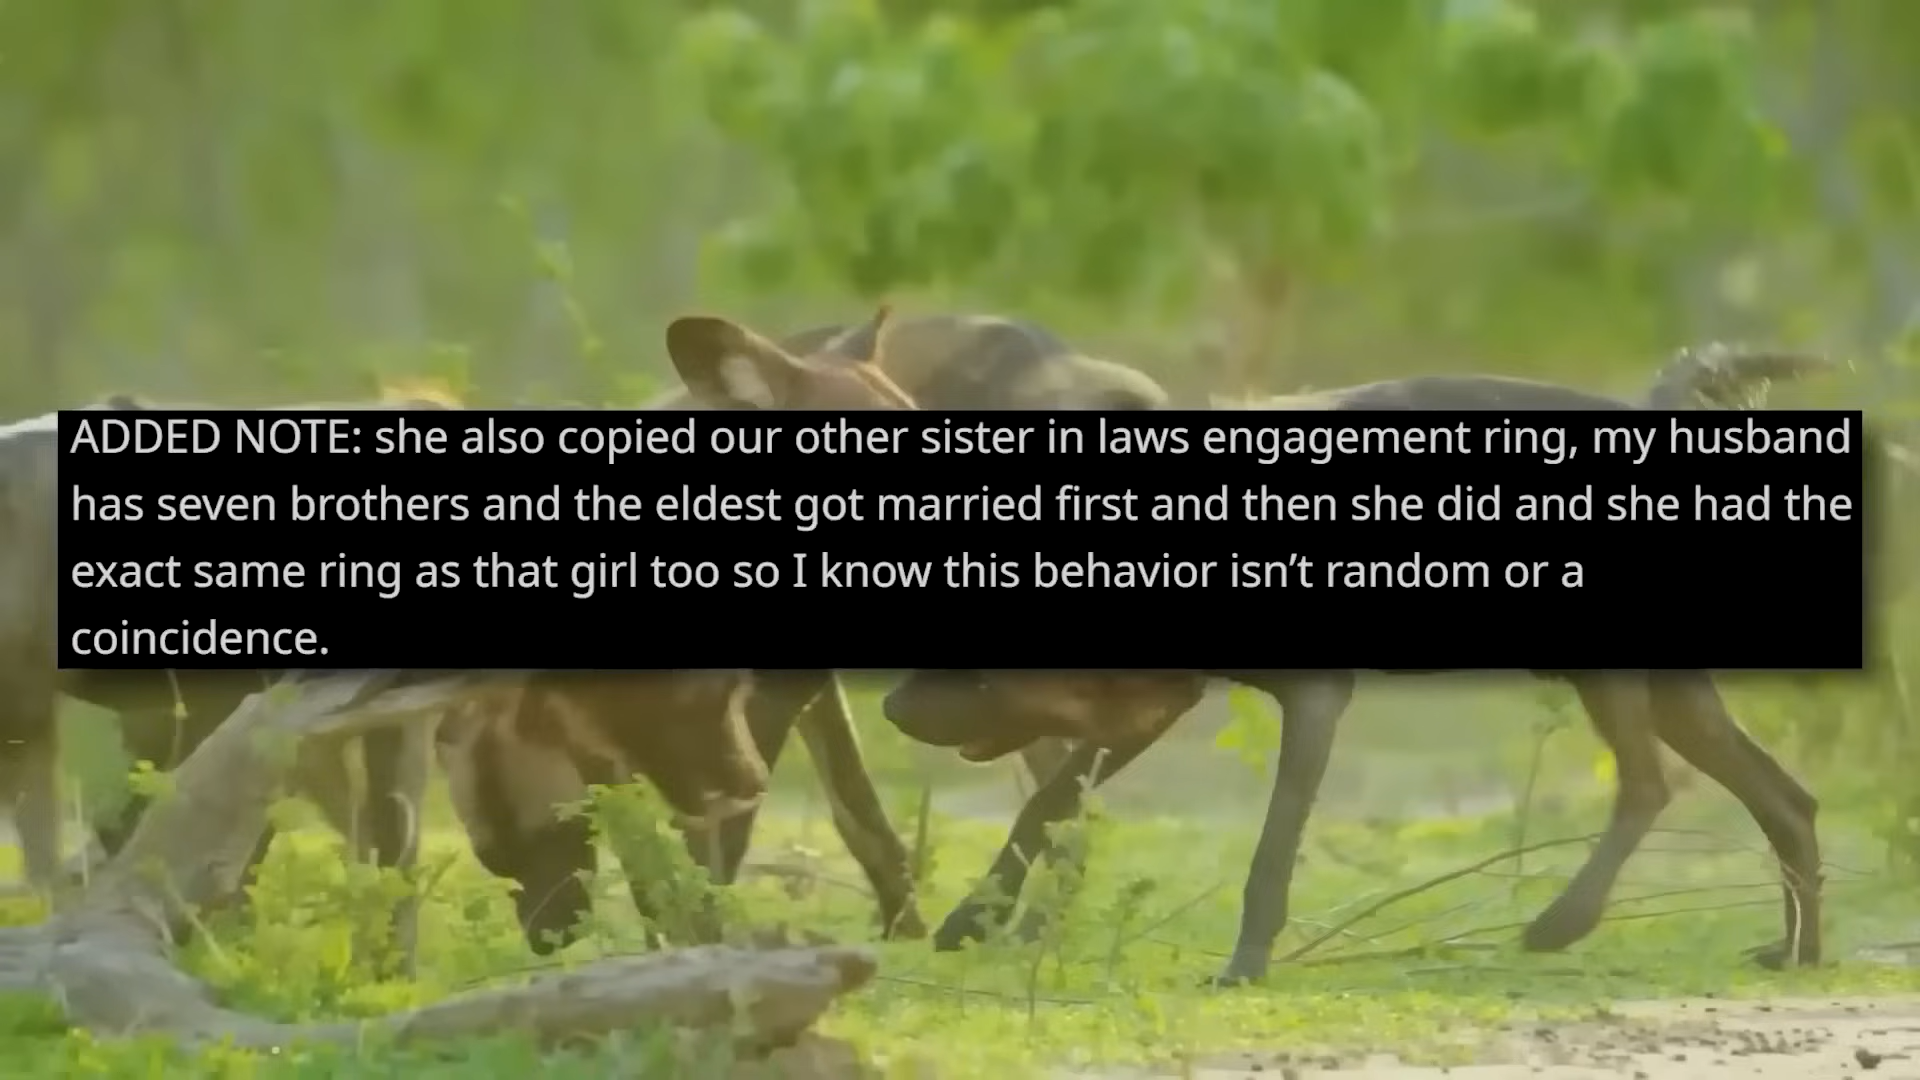 ADDED NOTE: she also copied our other sister in laws engagement ring, my husband
has seven brothers and the eldest got married first and then she did and she had the
exact same ring as that girl too so I know this behavior isn’t random or a
coincidence.